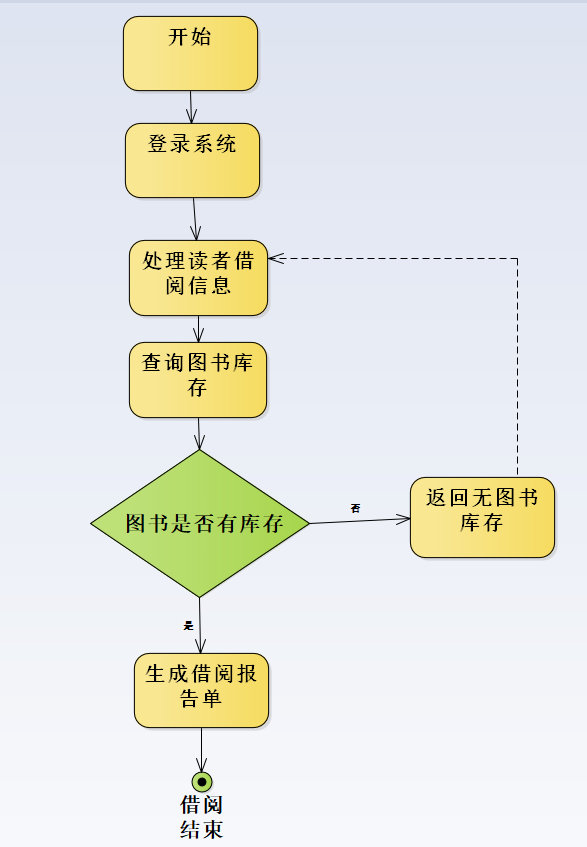 开始
登录系统
处理读者借
阅信息
查询图书库
存
图书是否有库存
否
返回无图书
库存
是
生成借阅报
告单
借阅
结束